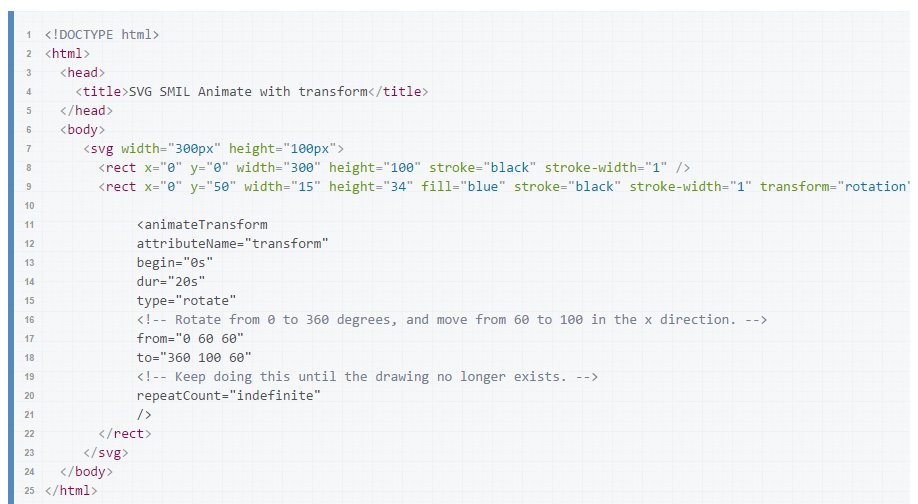 1 <!DOCTYPE html>
2 <html>
3 <head>
4 <title>SVG SMIL Animate with transform</title>
5 </head>
6 <body>
7 <svg width="300px" height="100px">
8 <rect x="0" y="0" width="300" height="100" stroke="black" stroke-width="1" />
9 <rect x="0" y="50" width="15" height="34" fill="blue" stroke="black" stroke-width="1" transform="rotation"
10
11 <animateTransform
12 attributeName="transform"
13 begin="0s"
14 dur="20s"
15 type="rotate"
16 <!-- Rotate from 0 to 360 degrees, and move from 60 to 100 in the x direction. -->
17 from="0 60 60"
18 to="360 100 60"
19 <!-- Keep doing this until the drawing no longer exists. -->
20 repeatCount="indefinite"
21 />
22 </rect>
23 </svg>
24 </body>
25 </html>